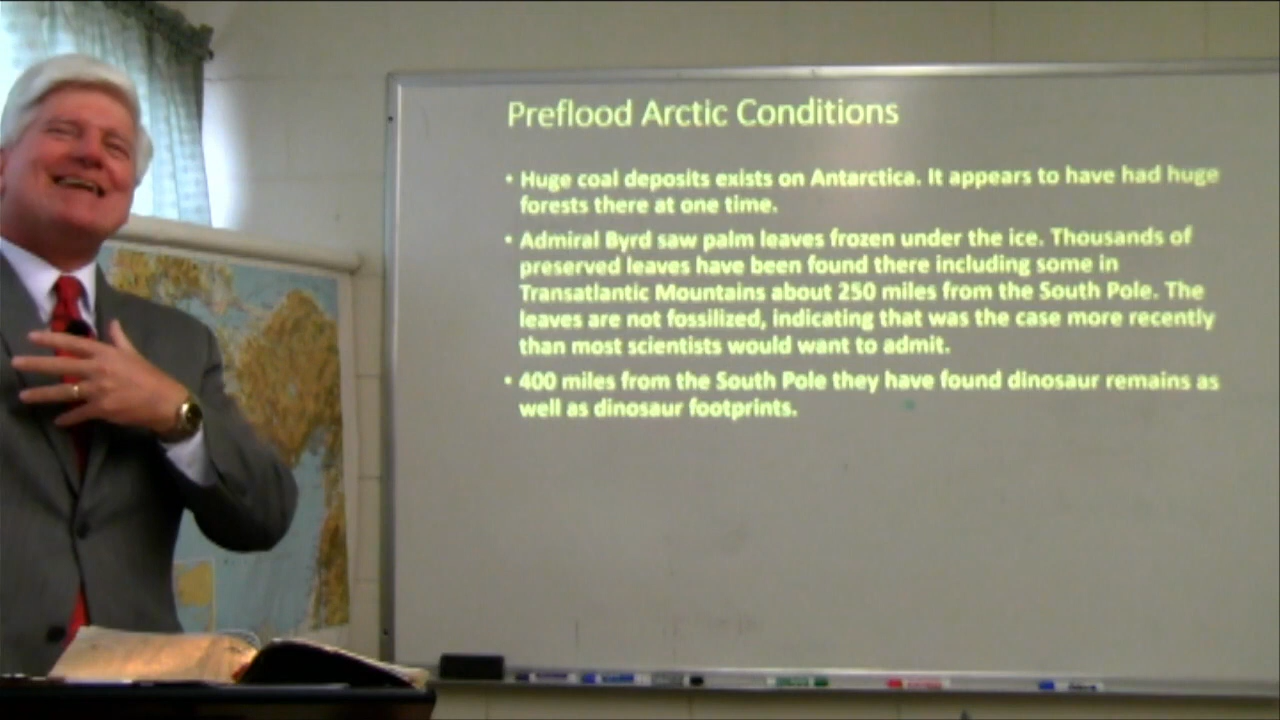 Preflood Arctic Conditions
• Huge coal deposits exists on Antarctica. It appears to have had huge
forests there at one time.
• Admiral Byrd saw palm leaves frozen under the ice. Thousands of
preserved leaves have been found there including some in
Transatlantic Mountains about 250 miles from the South Pole. The
leaves are not fossilized, indicating that was the case more recently
than most scientists would want to admit.
• 400 miles from the South Pole they have found dinosaur remains as
well as dinosaur footprints.